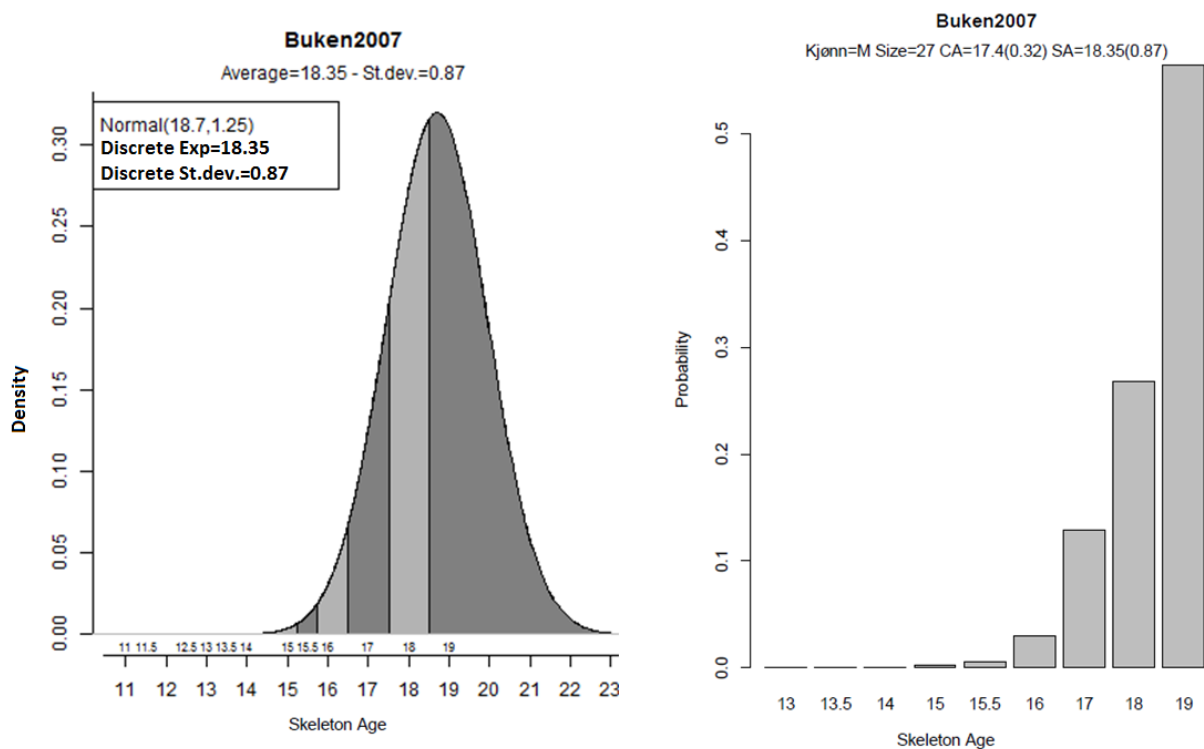 Buken2007
Average=18.35 - St.dev.=0.87
Normal(18.7,1.25)
Discrete Exp=18.35
Discrete St.dev.=0.87
Density
0.30
0.25
0.20
0.15
0.10
0.05
0.00
11 11.5 12.5 13 13.5 14 15 15.5 16 17 18 19
11 12 13 14 15 16 17 18 19 20 21 22 23
Skeleton Age
Buken2007
Kjønn=M Size=27 CA=17.4(0.32) SA=18.35(0.87)
Probability
0.5
0.4
0.3
0.2
0.1
0.0
13 13.5 14 15 15.5 16 17 18 19
Skeleton Age